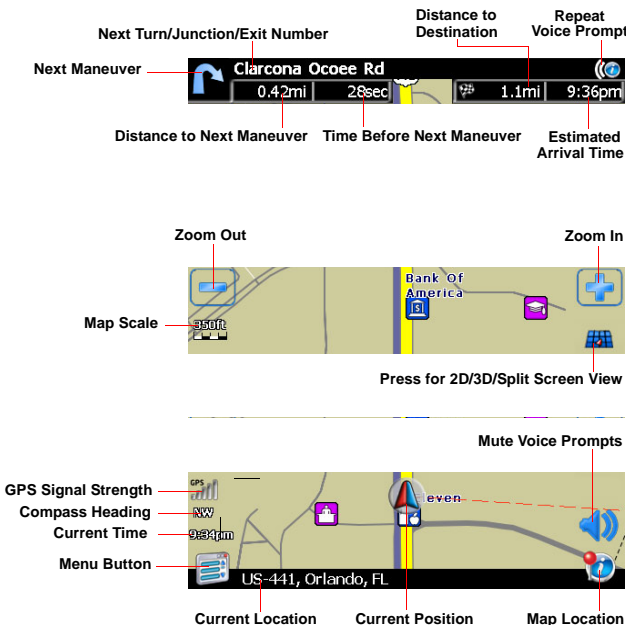 Distance to
Destination
Repeat
Voice Prompt
Next Turn/Junction/Exit Number
Next Maneuver
Clarcona Ocoee Rd
0.42mi
28sec
1.1mi
9:36pm
Distance to Next Maneuver
Time Before Next Maneuver
Estimated
Arrival Time
Zoom Out
Zoom In
Bank Of
America
Map Scale
350ft
Press for 2D/3D/Split Screen View
Mute Voice Prompts
GPS Signal Strength
GPS
Compass Heading
NW
even
Current Time
9:34pm
Menu Button
US-441, Orlando, FL
Current Location
Current Position
Map Location